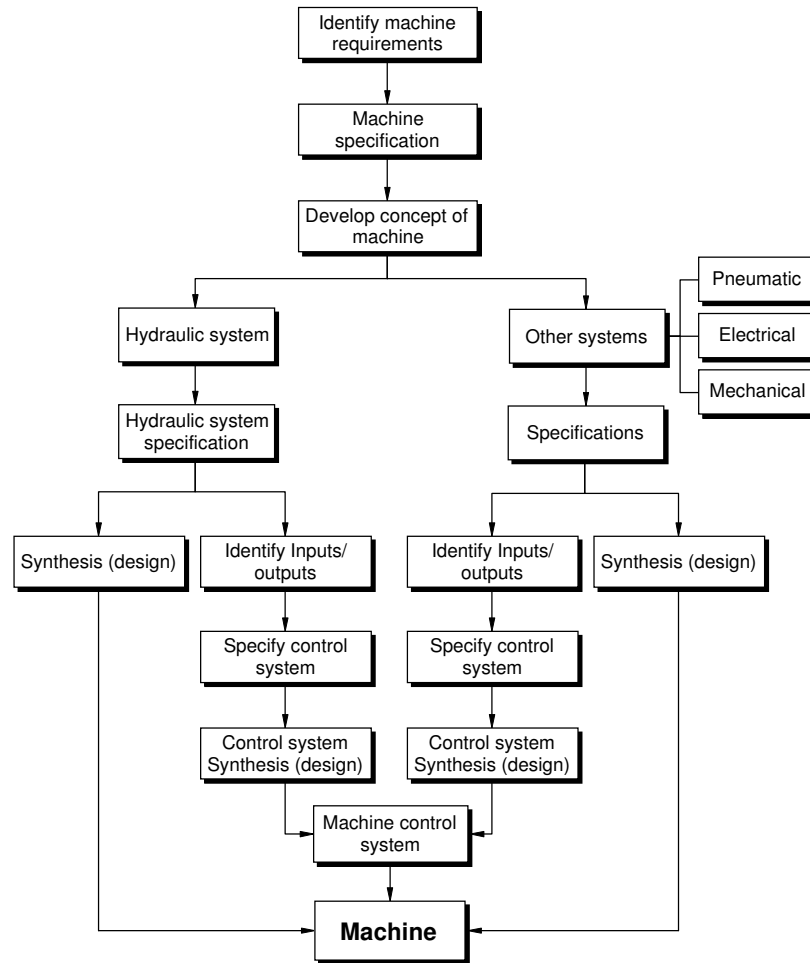 Identify machine
requirements
Machine
specification
Develop concept of
machine
Pneumatic
Hydraulic system
Other systems
Electrical
Mechanical
Hydraulic system
specification
Specifications
Synthesis (design)
Identify Inputs/
outputs
Identify Inputs/
outputs
Synthesis (design)
Specify control
system
Specify control
system
Control system
Synthesis (design)
Control system
Synthesis (design)
Machine control
system
Machine